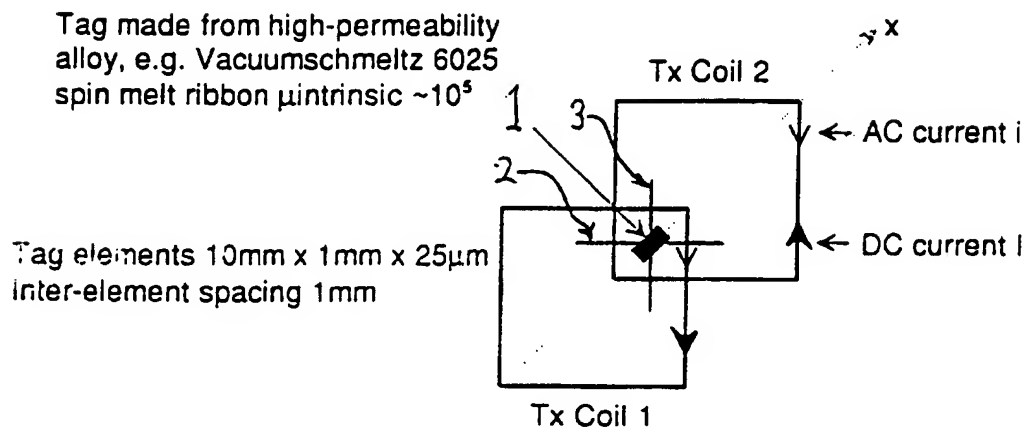 Tag made from high-permeability
alloy, e.g. Vacuumschmeltz 6025
spin melt ribbon µintrinsic ~10⁵
x
Tx Coil 2
1
3
AC current i
2
Tag elements 10mm x 1mm x 25µm
inter-element spacing 1mm
DC current I
Tx Coil 1